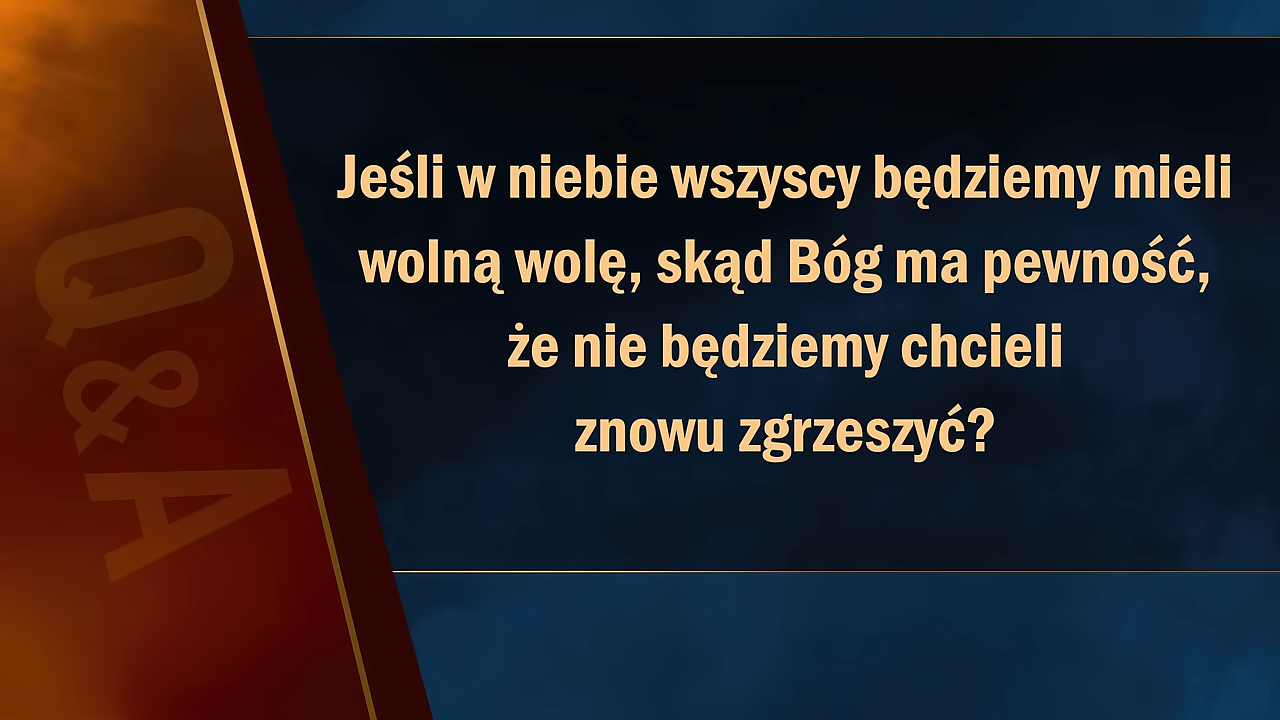 Q&A
Jeśli w niebie wszyscy będziemy mieli
wolną wolę, skąd Bóg ma pewność,
że nie będziemy chcieli
znowu zgrzeszyć?